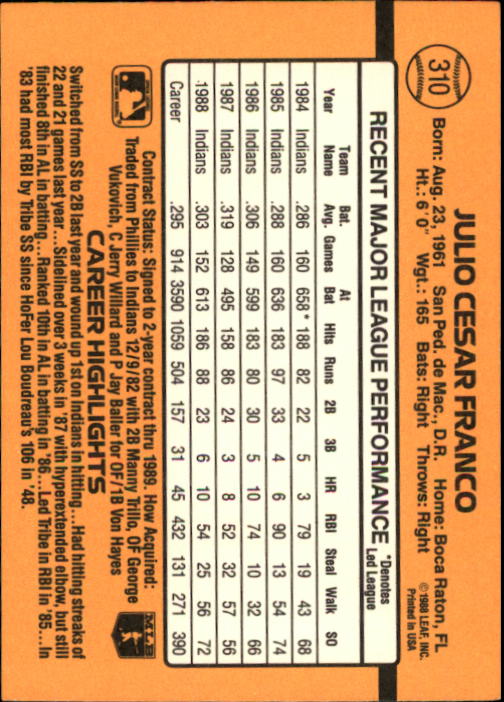 310
JULIO CESAR FRANCO
Born: Aug. 23, 1961 San Ped. de Mac., D.R. Home: Boca Raton, FL
Ht.: 6'0" Wgt.: 165 Bats: Right Throws: Right
©1988 LEAF, INC.
Printed in USA
RECENT MAJOR LEAGUE PERFORMANCE *Denotes Led League
Year Team Name Bat. Avg. Games At Bat Hits Runs 2B 3B HR RBI Steal Walk SO
1984 Indians .286 160 658* 188 82 22 5 3 79 19 43 68
1985 Indians .288 160 636 183 97 33 4 6 90 13 54 74
1986 Indians .306 149 599 183 80 30 5 10 74 10 32 66
1987 Indians .319 128 495 158 86 24 3 8 52 32 57 56
1988 Indians .303 152 613 186 88 23 6 10 54 25 56 72
Career .295 914 3590 1059 504 157 31 45 432 131 271 390
Contract Status: Signed to 2-year contract thru 1989. How Acquired:
Traded from Phillies to Indians 12/9/82 with 2B Manny Trillo, OF George
Vukovich, C Jerry Willard and P Jay Baller for OF/1B Von Hayes
MLB
CAREER HIGHLIGHTS
Switched from SS to 2B last year and wound up 1st on Indians in hitting...Had hitting streaks of
22 and 21 games last year...Sidelined over 3 weeks in '87 with hyperextended elbow, but still
finished 8th in AL in batting...Ranked 10th in AL in batting in '86...Led Tribe in RBI in '85...In
'83 had most RBI by Tribe SS since HoFer Lou Boudreau's 106 in '48.